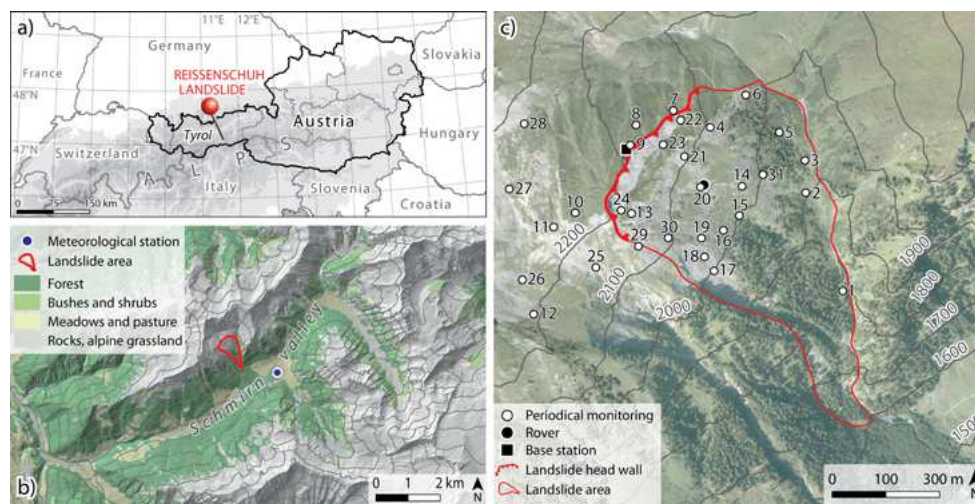 a)
11°E 12°E
Germany
Slovakia
France
48°N
REISSENSCHUH
LANDSLIDE
Austria
Tyrol
Hungary
47°N
Switzerland
A L P S
Italy
Slovenia
Croatia
0 25 50 150 km
N
Meteorological station
Landslide area
Forest
Bushes and shrubs
Meadows and pasture
Rocks, alpine grassland
Schmirn Valley
b)
0 1 2 km
N
c)
6
7
8
22
4
28
5
9
23
21
3
31
14
27
20
2
24
10
13
15
11
30
19
16
29
2200
18
25
17
26
2100
1
12
2000
1900
1800
1700
1600
1500
Periodical monitoring
Rover
Base station
Landslide head wall
Landslide area
0 100 300 m
N